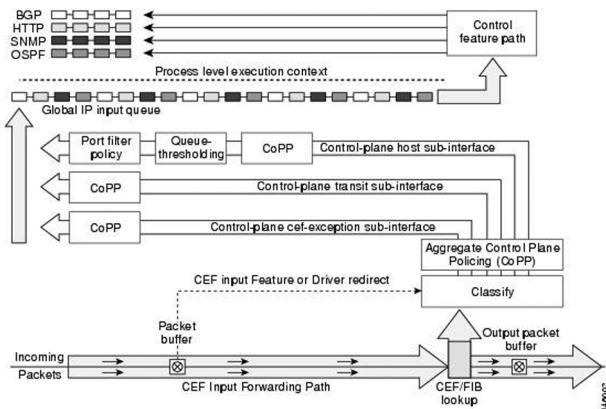 BGP
HTTP
SNMP
OSPF
Control
feature path
Process level execution context
Global IP input queue
Port filter
policy
Queue-
thresholding
CoPP
Control-plane host sub-interface
CoPP
Control-plane transit sub-interface
CoPP
Control-plane cef-exception sub-interface
Aggregate Control Plane
Policing (CoPP)
CEF input Feature or Driver redirect
Classify
Packet
buffer
Output packet
buffer
Incoming
Packets
CEF Input Forwarding Path
CEF/FIB
lookup